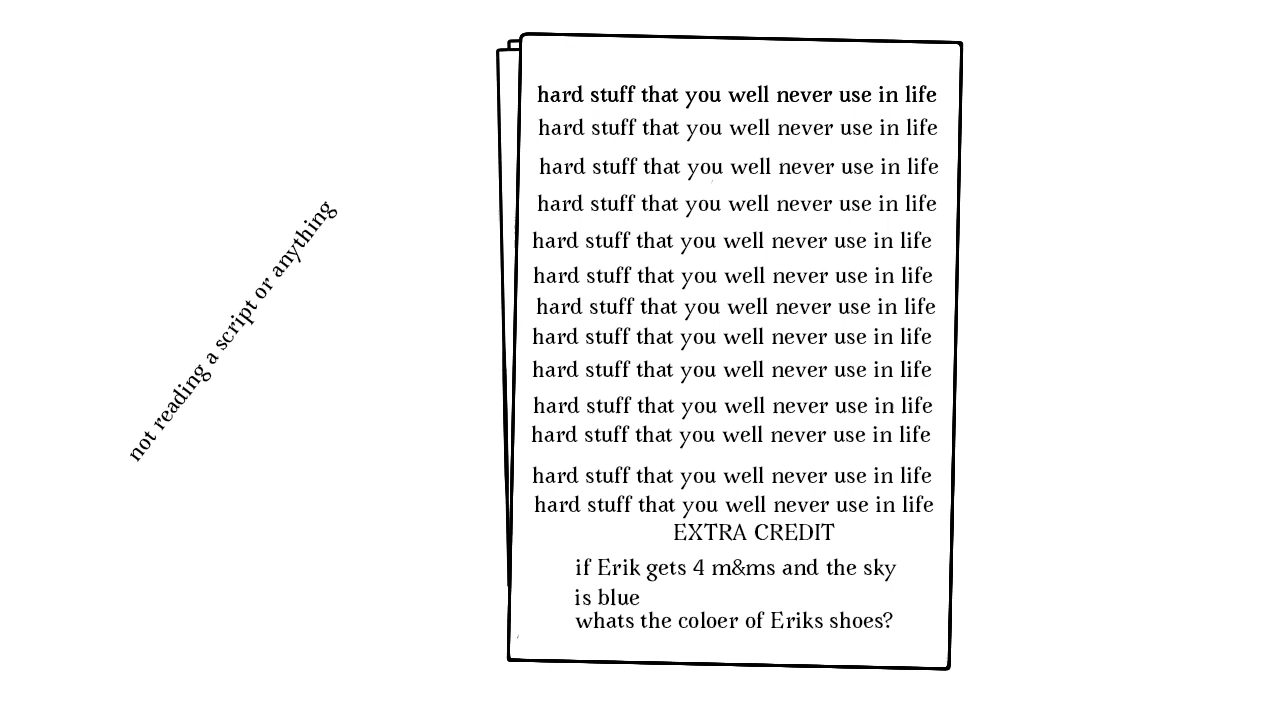 not reading a script or anything
hard stuff that you well never use in life
hard stuff that you well never use in life
hard stuff that you well never use in life
hard stuff that you well never use in life
hard stuff that you well never use in life
hard stuff that you well never use in life
hard stuff that you well never use in life
hard stuff that you well never use in life
hard stuff that you well never use in life
hard stuff that you well never use in life
hard stuff that you well never use in life
hard stuff that you well never use in life
hard stuff that you well never use in life
EXTRA CREDIT
if Erik gets 4 m&ms and the sky
is blue
whats the coloer of Eriks shoes?